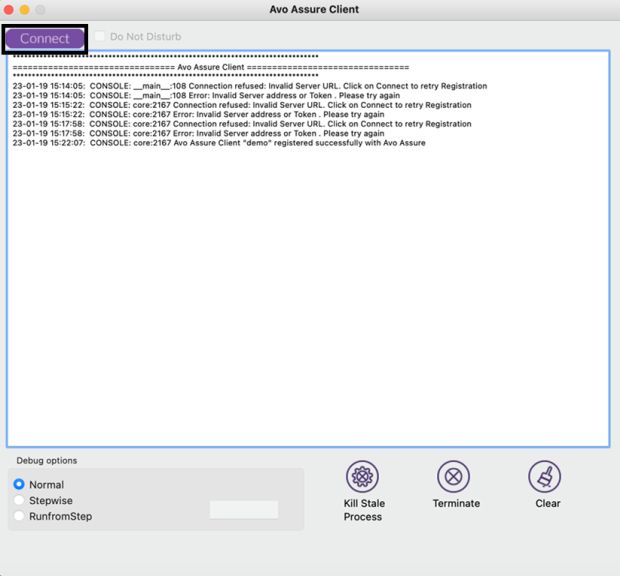 Avo Assure Client
Connect
Do Not Disturb
********************************************************************************
================================ Avo Assure Client ================================
********************************************************************************
23-01-19 15:14:05: CONSOLE: __main__:108 Connection refused: Invalid Server URL. Click on Connect to retry Registration
23-01-19 15:14:05: CONSOLE: __main__:108 Error: Invalid Server address or Token . Please try again
23-01-19 15:15:22: CONSOLE: core:2167 Connection refused: Invalid Server URL. Click on Connect to retry Registration
23-01-19 15:15:22: CONSOLE: core:2167 Error: Invalid Server address or Token . Please try again
23-01-19 15:17:58: CONSOLE: core:2167 Connection refused: Invalid Server URL. Click on Connect to retry Registration
23-01-19 15:17:58: CONSOLE: core:2167 Error: Invalid Server address or Token . Please try again
23-01-19 15:22:07: CONSOLE: core:2167 Avo Assure Client "demo" registered successfully with Avo Assure
Debug options
Normal
Stepwise
RunfromStep
Kill Stale
Process
Terminate
Clear